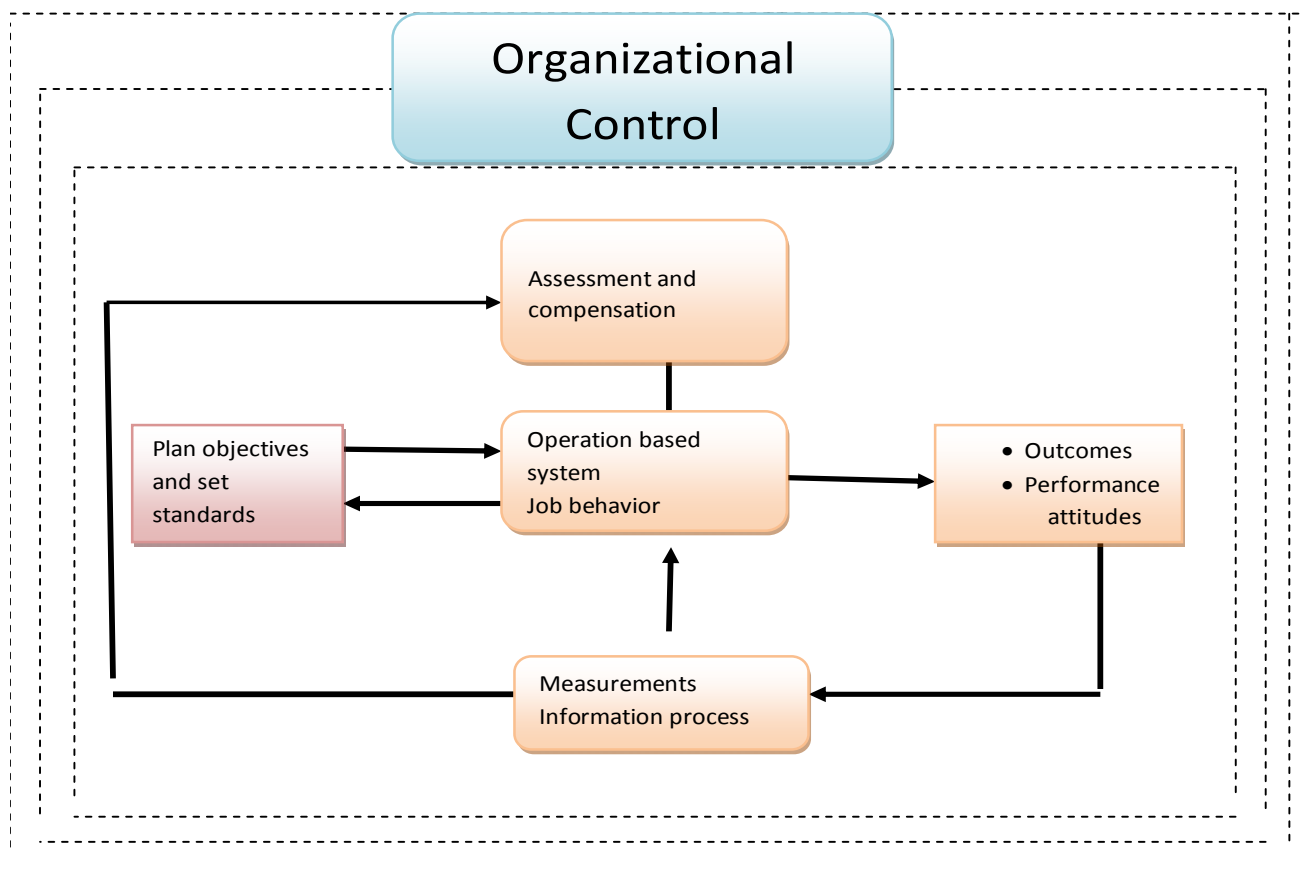 Organizational
Control
Assessment and
compensation
Plan objectives
and set
standards
Operation based
system
Job behavior
• Outcomes
• Performance
attitudes
Measurements
Information process